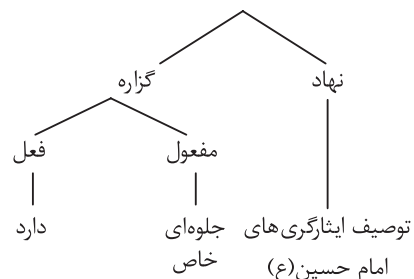 نهاد
گزاره
مفعول
فعل
توصیف ایثارگری‌های
امام حسین(ع)
جلوه‌ای
خاص
دارد